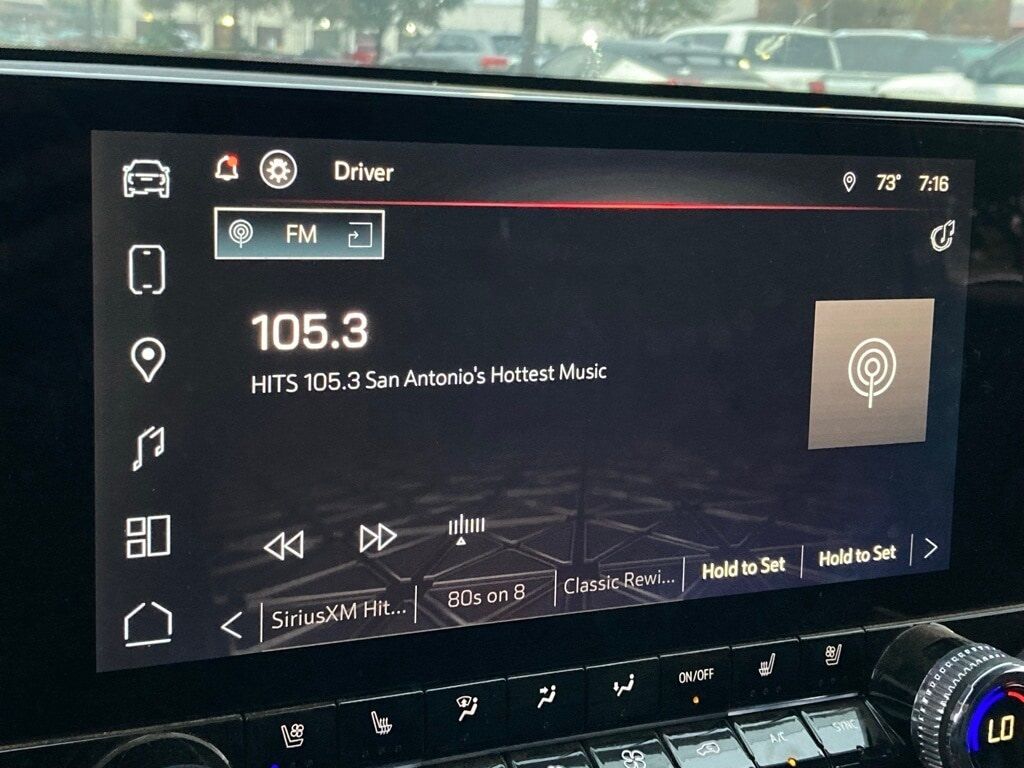 Driver
73° 7:16
FM
105.3
HITS 105.3 San Antonio's Hottest Music
SiriusXM Hit... 80s on 8 Classic Rewi... Hold to Set Hold to Set
ON/OFF
A/C SYNC
LO